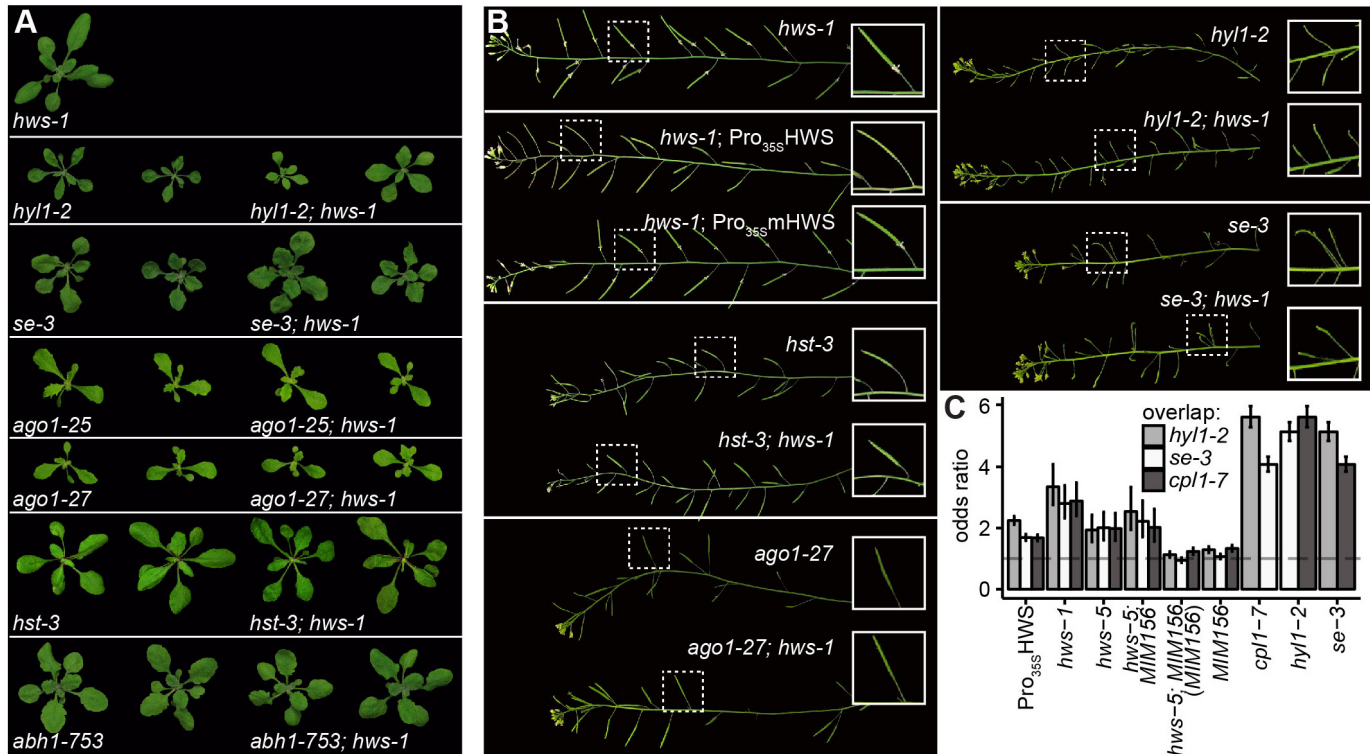 A
hws-1
hyl1-2
hyl1-2; hws-1
se-3
se-3; hws-1
ago1-25
ago1-25; hws-1
ago1-27
ago1-27; hws-1
hst-3
hst-3; hws-1
abh1-753
abh1-753; hws-1
B
hws-1
hws-1; Pro35SHWS
hws-1; Pro35SmHWS
hst-3
hst-3; hws-1
ago1-27
ago1-27; hws-1
hyl1-2
hyl1-2; hws-1
se-3
se-3; hws-1
C
overlap:
hyl1-2
se-3
cpl1-7
odds ratio
6
4
2
0
Pro35SHWS
hws-1
hws-5
hws-5;
MIM156
hws-5; MIM156
(MIM156)
MIM156
cpl1-7
hyl1-2
se-3